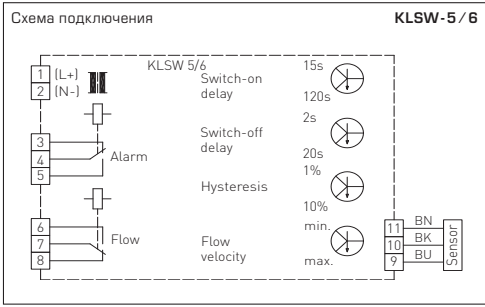 Схема подключения KLSW-5/6
KLSW 5/6
1 (L+)
2 (N-)
Switch-on
delay
15s
120s
3
4
5
Alarm
Switch-off
delay
2s
20s
Hysteresis
1%
10%
6
7
8
Flow
Flow
velocity
min.
max.
11 BN
10 BK
9 BU
Sensor